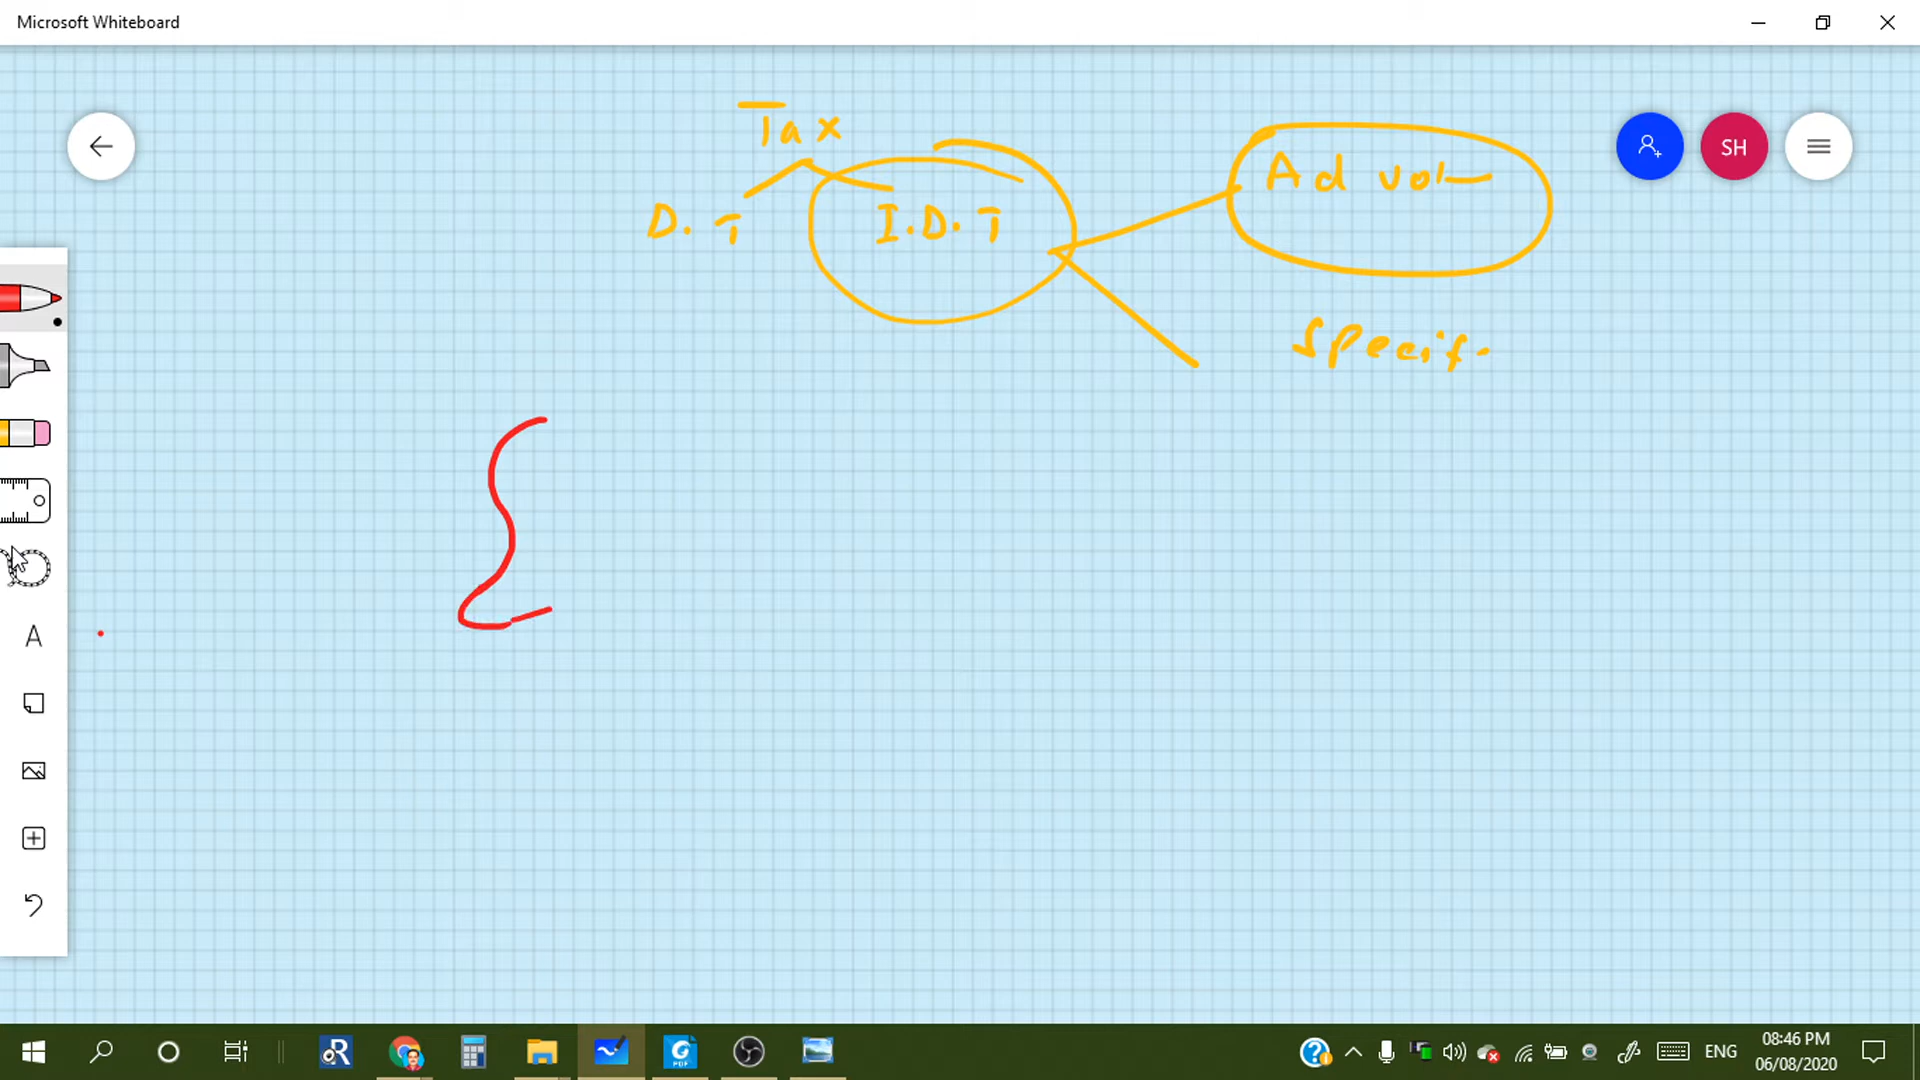 Microsoft Whiteboard
Tax
D. T
I.D.T
Ad vol
Specif.
SH
A
ENG
08:46 PM
06/08/2020